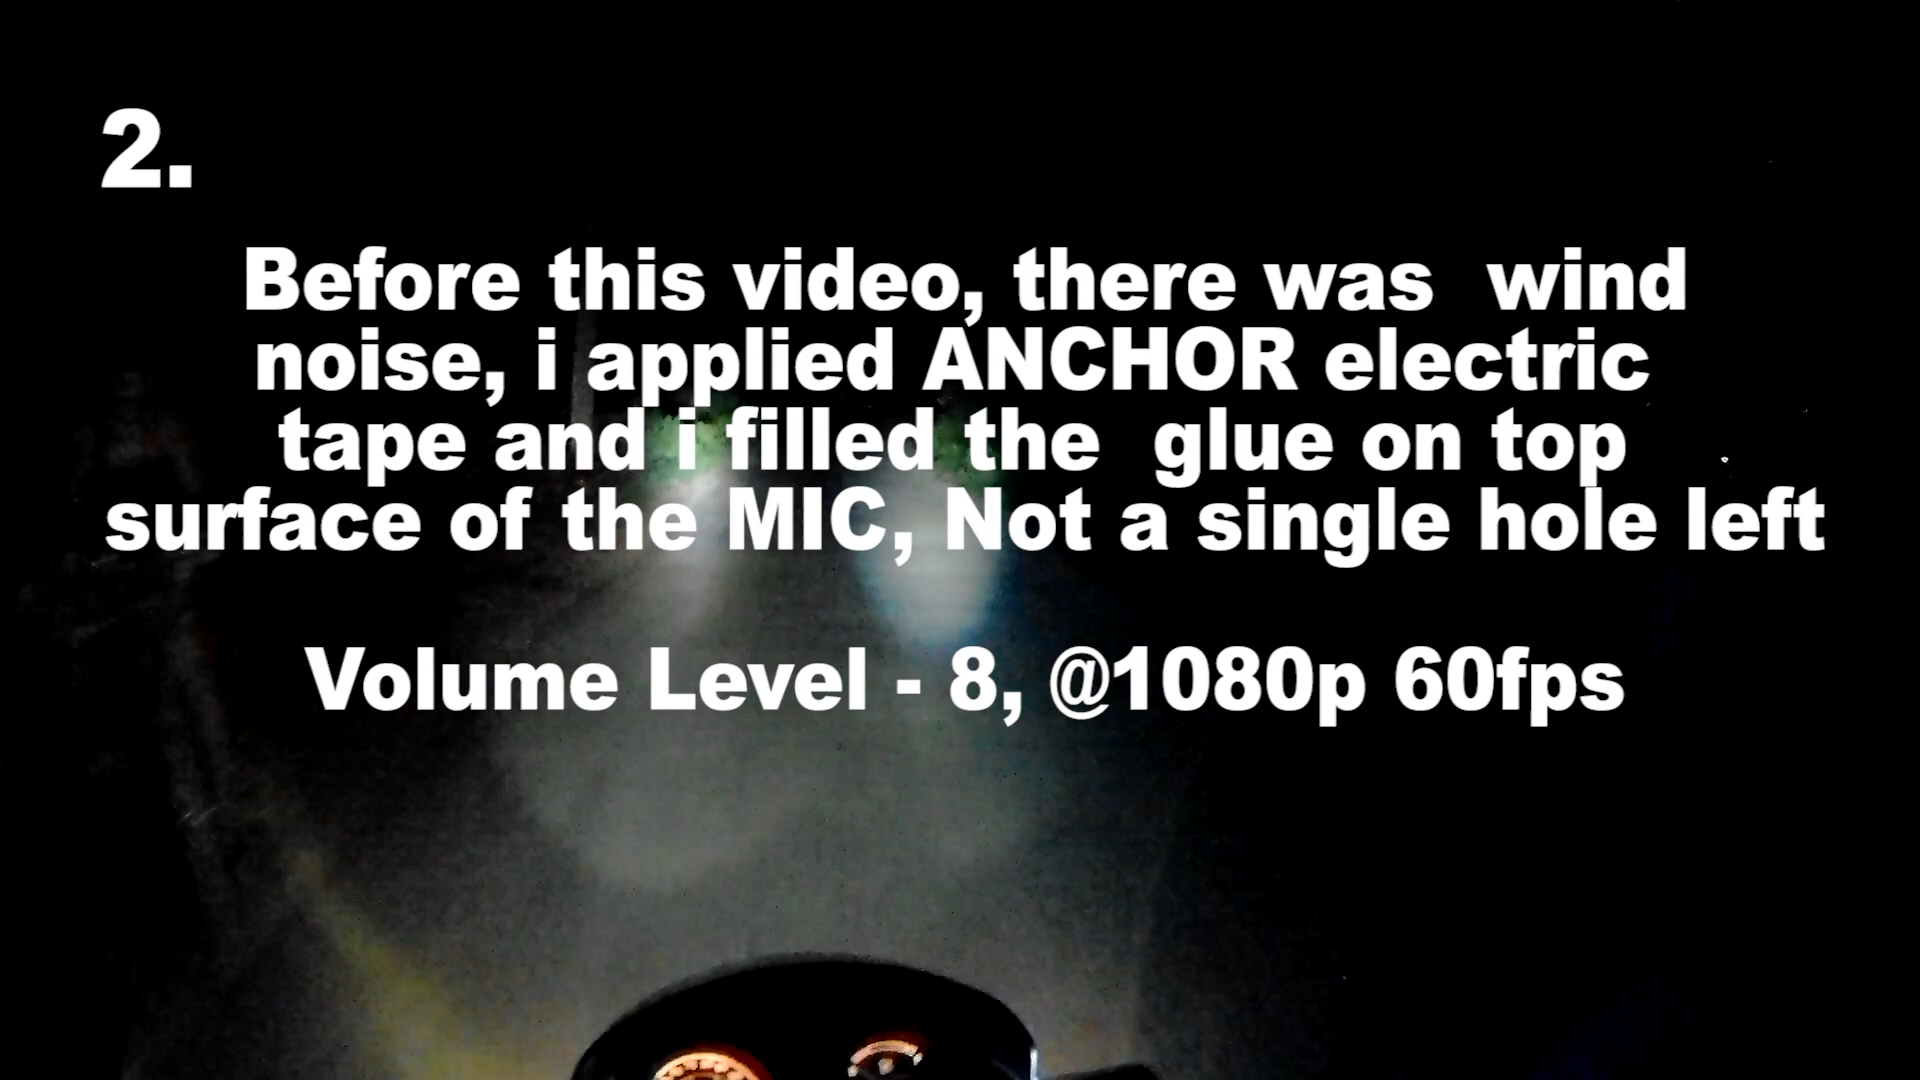 2.
Before this video, there was wind
noise, i applied ANCHOR electric
tape and i filled the glue on top
surface of the MIC, Not a single hole left
Volume Level - 8, @1080p 60fps